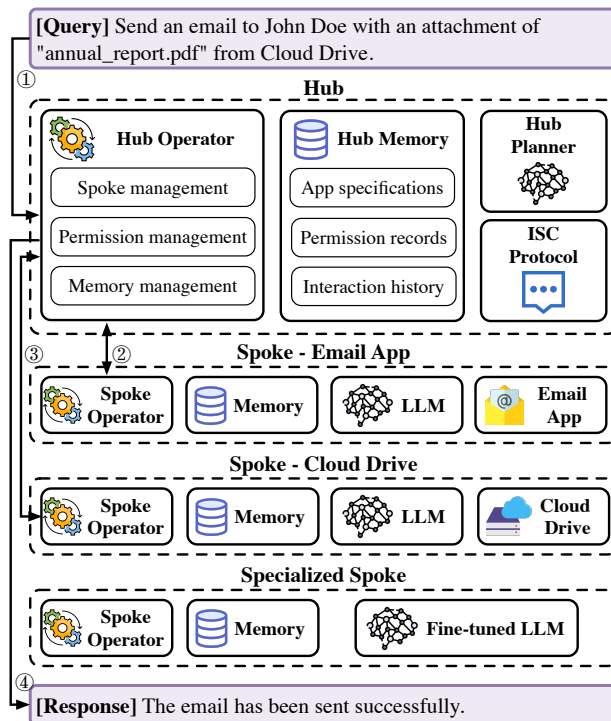 [Query] Send an email to John Doe with an attachment of
"annual_report.pdf" from Cloud Drive.
①
Hub
Hub Operator
Spoke management
Permission management
Memory management
Hub Memory
App specifications
Permission records
Interaction history
Hub
Planner
ISC
Protocol
③
②
Spoke - Email App
Spoke
Operator
Memory
LLM
@
Email
App
Spoke - Cloud Drive
Spoke
Operator
Memory
LLM
Cloud
Drive
Specialized Spoke
Spoke
Operator
Memory
Fine-tuned LLM
④
[Response] The email has been sent successfully.